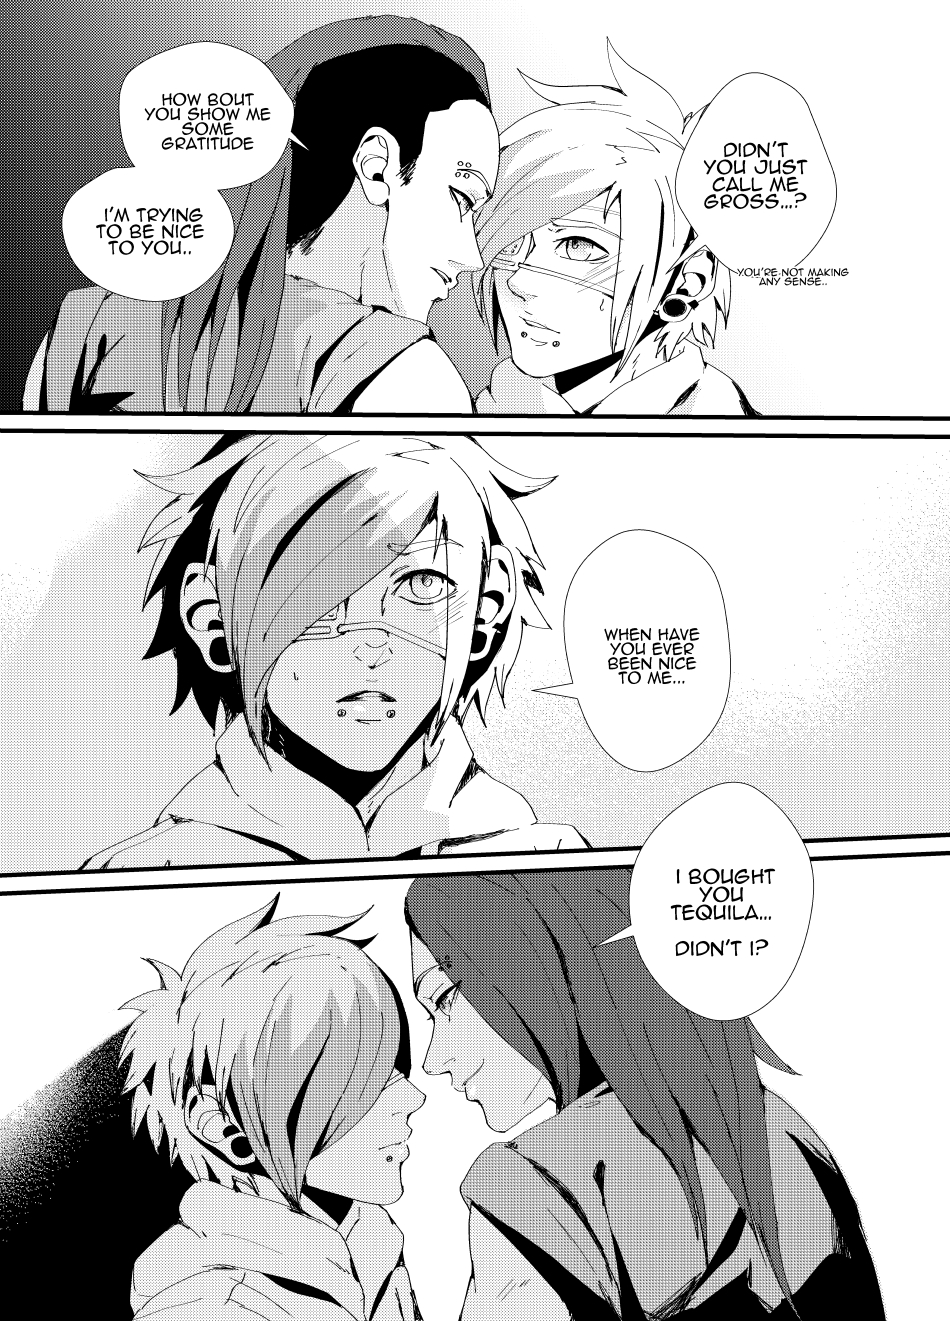 HOW BOUT
YOU SHOW ME
SOME
GRATITUDE
I'M TRYING
TO BE NICE
TO YOU..
DIDN'T
YOU JUST
CALL ME
GROSS...?
YOU'RE NOT MAKING
ANY SENSE..
WHEN HAVE
YOU EVER
BEEN NICE
TO ME...
I BOUGHT
YOU
TEQUILA...
DIDN'T I?